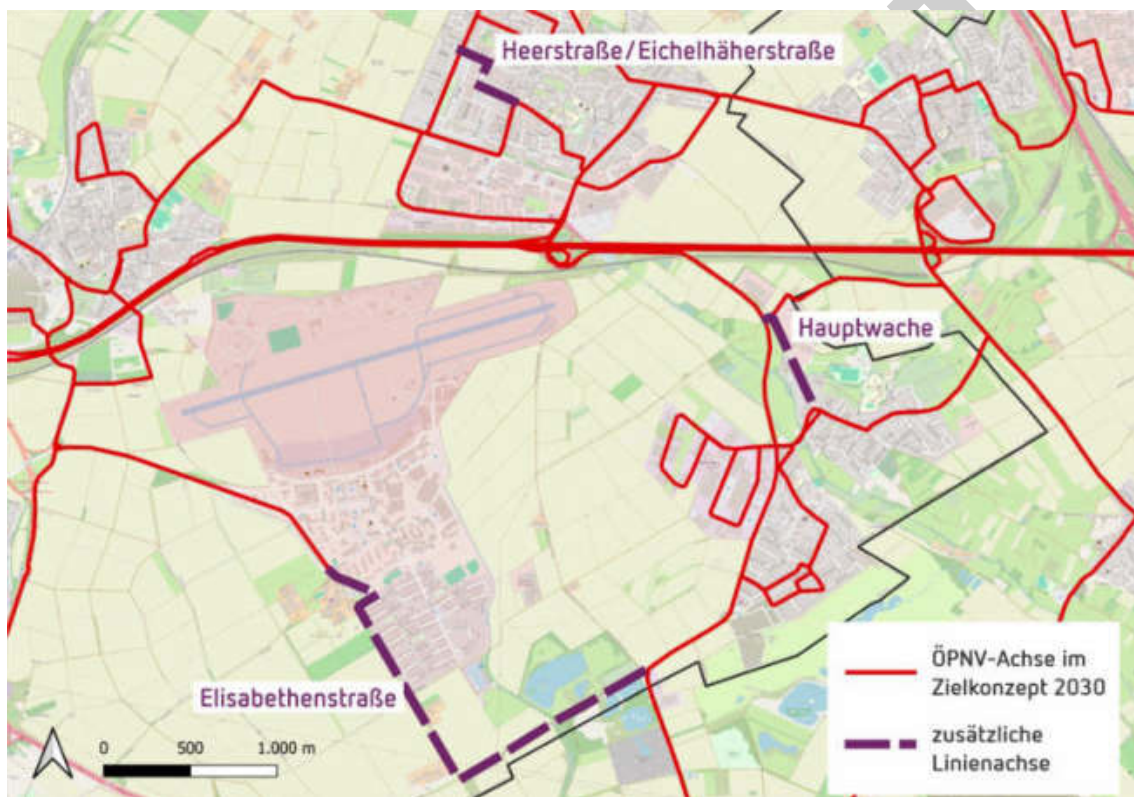 Heerstraße/Eichelhäherstraße
Hauptwache
Elisabethenstraße
0 500 1.000 m
ÖPNV-Achse im
Zielkonzept 2030
zusätzliche
Linienachse